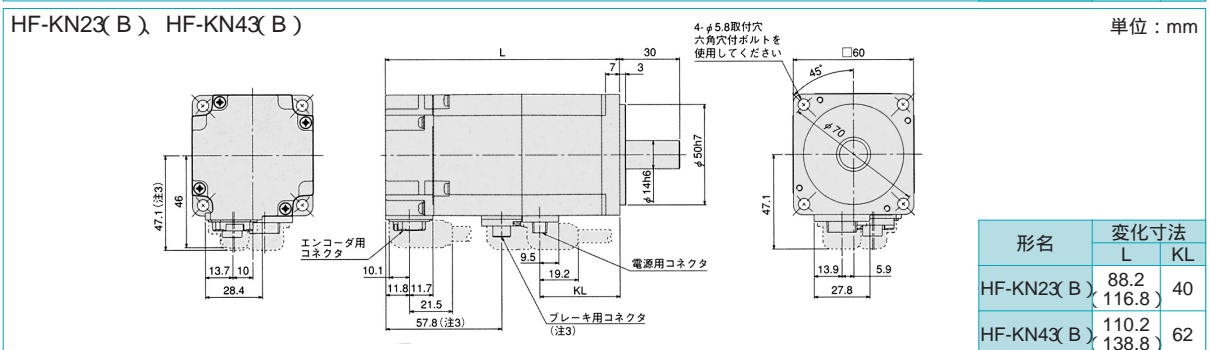 HF-KN23(B)、HF-KN43(B)
単位：mm
4-φ5.8取付穴
六角穴付ボルトを
使用してください
L
30
7
3
□60
45°
φ70
φ50h7
φ14h6
47.1(注3)
46
47.1
エンコーダ用
コネクタ
電源用コネクタ
ブレーキ用コネクタ
(注3)
13.7
10
28.4
10.1
11.8
11.7
21.5
57.8(注3)
9.5
19.2
KL
13.9
5.9
27.8
形名 変化寸法
L KL
HF-KN23(B) 88.2 (116.8) 40
HF-KN43(B) 110.2 (138.8) 62